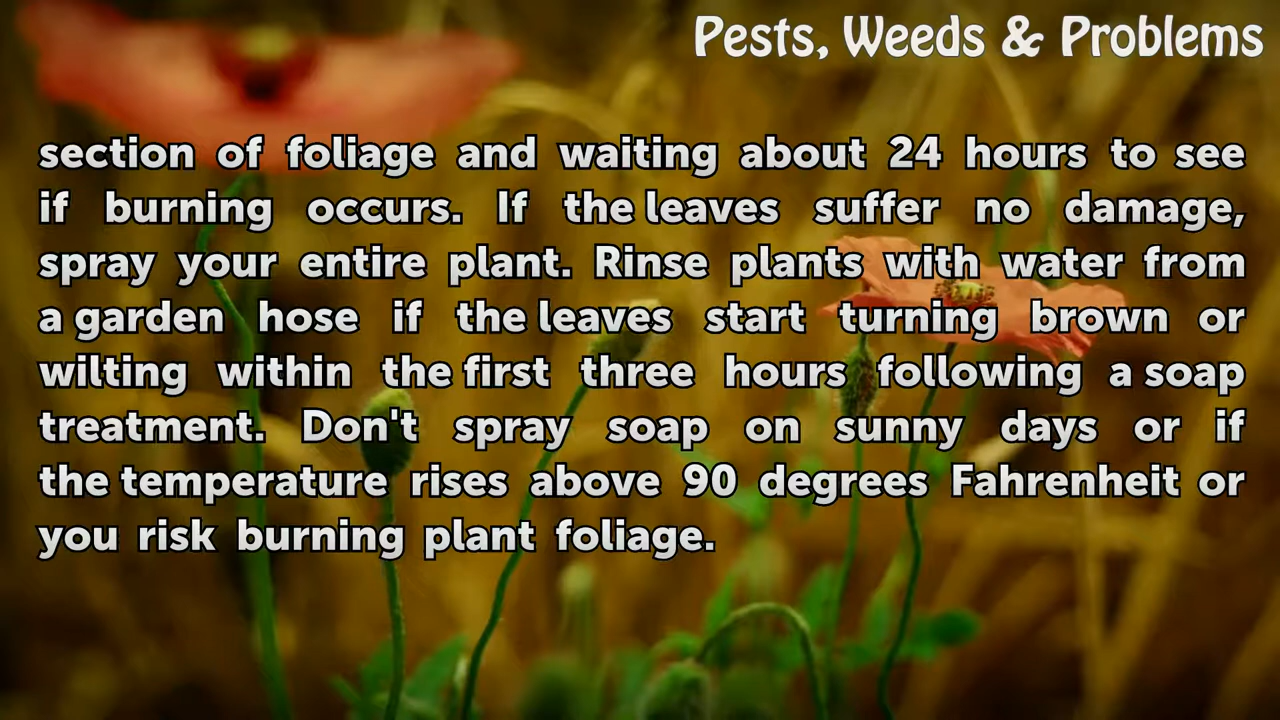 Pests, Weeds & Problems
section of foliage and waiting about 24 hours to see
if burning occurs. If the leaves suffer no damage,
spray your entire plant. Rinse plants with water from
a garden hose if the leaves start turning brown or
wilting within the first three hours following a soap
treatment. Don't spray soap on sunny days or if
the temperature rises above 90 degrees Fahrenheit or
you risk burning plant foliage.